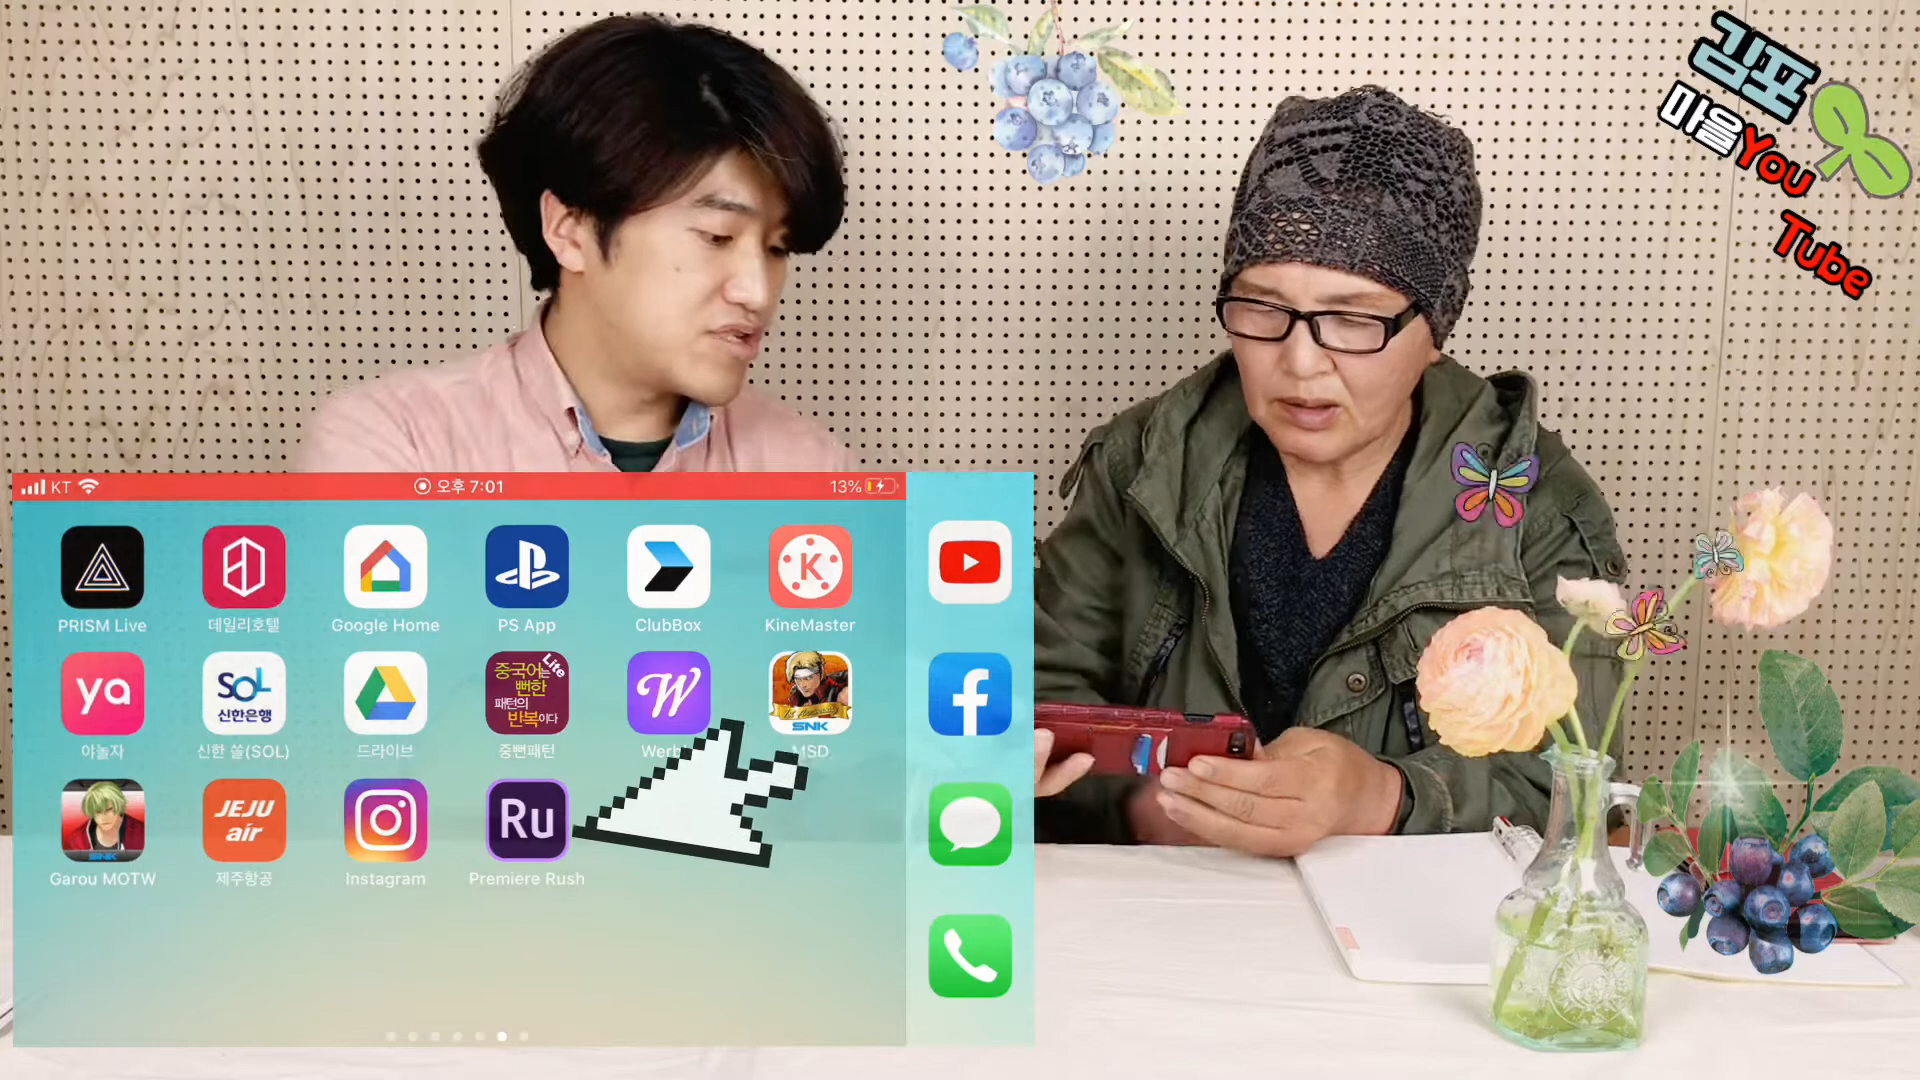 김포
마을You
Tube
KT
오후 7:01
13%
PRISM Live
데일리호텔
Google Home
PS App
ClubBox
K
KineMaster
ya
SOL
신한은행
중국어는
Lite
뻔한
패턴의
반복이다
W
SNK
야놀자
신한 쏠(SOL)
드라이브
중뻔패턴
MSD
SNK
JEJU
air
Ru
Garou MOTW
제주항공
Instagram
Premiere Rush